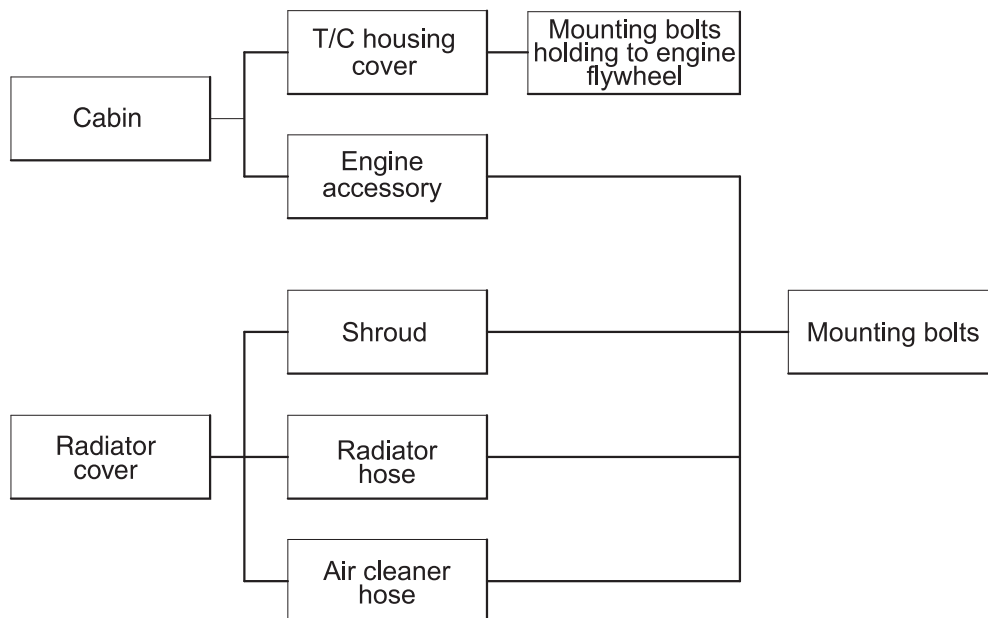 T/C housing
cover
Mounting bolts
holding to engine
flywheel
Cabin
Engine
accessory
Shroud
Mounting bolts
Radiator
cover
Radiator
hose
Air cleaner
hose